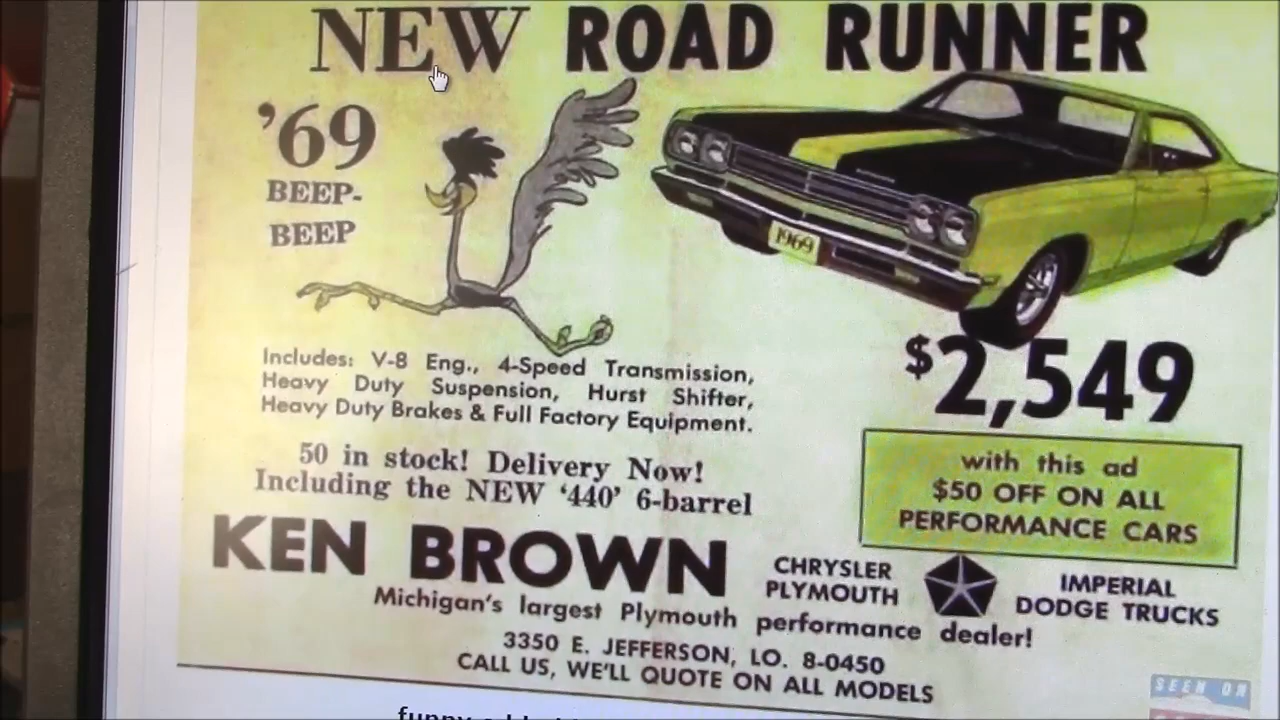 NEW ROAD RUNNER
'69
BEEP-
BEEP
1969
Includes: V-8 Eng., 4-Speed Transmission,
Heavy Duty Suspension, Hurst Shifter,
Heavy Duty Brakes & Full Factory Equipment.
$2,549
50 in stock! Delivery Now!
Including the NEW '440' 6-barrel
with this ad
$50 OFF ON ALL
PERFORMANCE CARS
KEN BROWN
CHRYSLER
PLYMOUTH
IMPERIAL
DODGE TRUCKS
Michigan's largest Plymouth performance dealer!
3350 E. JEFFERSON, LO. 8-0450
CALL US, WE'LL QUOTE ON ALL MODELS
SEEN ON
funny